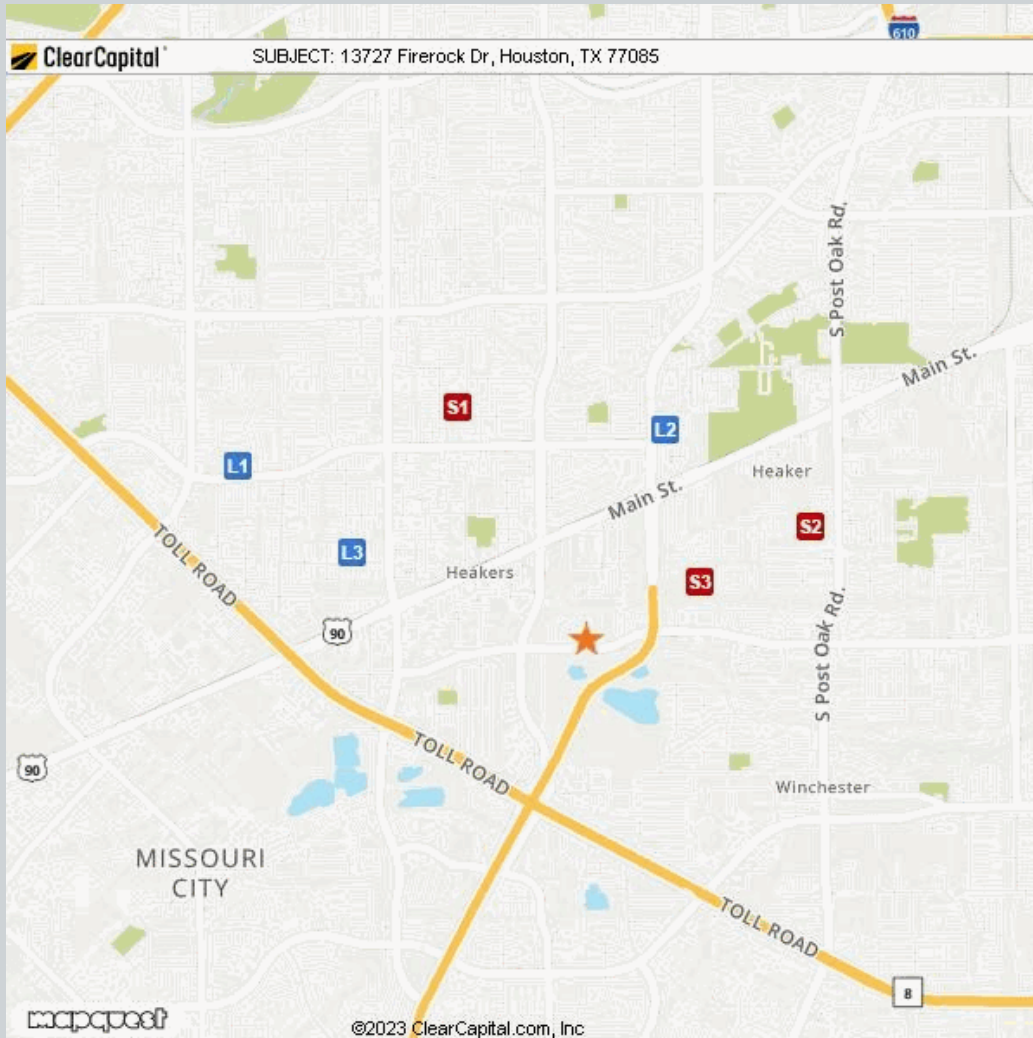 610
ClearCapital
SUBJECT: 13727 Firerock Dr, Houston, TX 77085
S Post Oak Rd.
Main St.
S1
L2
L1
Heaker
Main St.
S2
TOLL ROAD
L3
Heakers
S3
90
S Post Oak Rd.
TOLL ROAD
90
Winchester
MISSOURI
CITY
TOLL ROAD
8
mapquest
©2023 ClearCapital.com, Inc